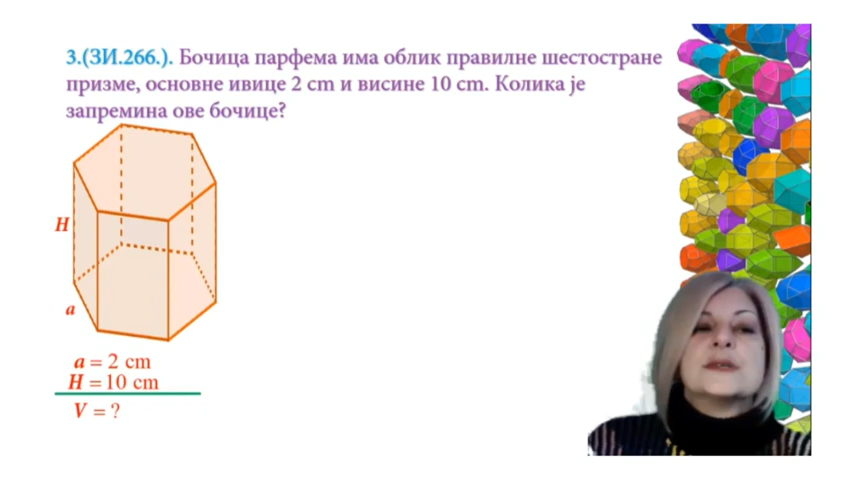 3.(ЗИ.266.). Бочица парфема има облик правилне шестостране
призме, основне ивице 2 cm и висине 10 cm. Колика је
запремина ове бочице?
H
a
a = 2 cm
H = 10 cm
V = ?